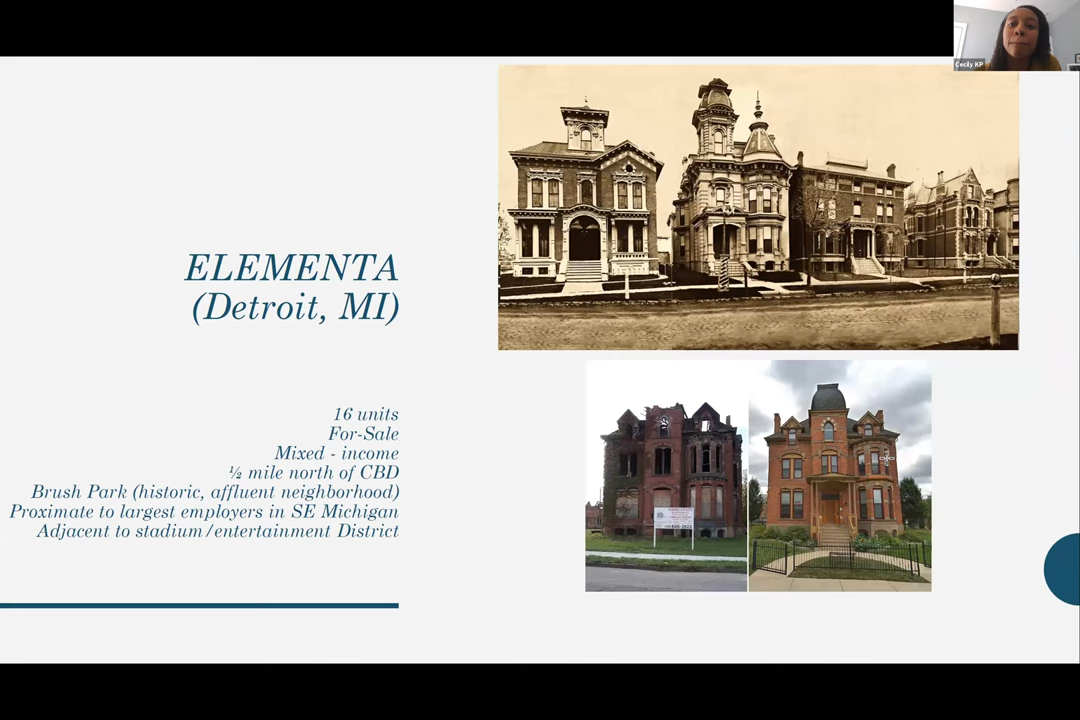 Cecily KP
ELEMENTA
(Detroit, MI)
16 units
For-Sale
Mixed - income
½ mile north of CBD
Brush Park (historic, affluent neighborhood)
Proximate to largest employers in SE Michigan
Adjacent to stadium/entertainment District